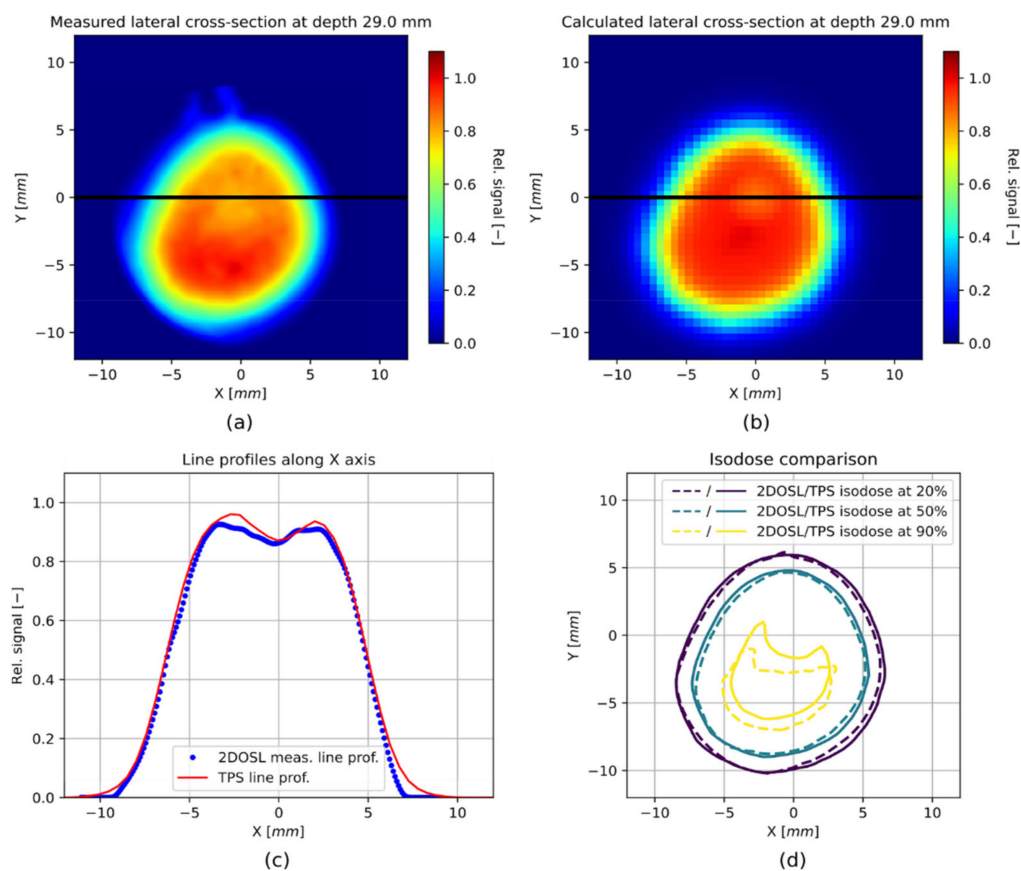 Measured lateral cross-section at depth 29.0 mm
Calculated lateral cross-section at depth 29.0 mm
10
5
0
−5
−10
Y [mm]
−10
−5
0
5
10
X [mm]
1.0
0.8
0.6
0.4
0.2
0.0
Rel. signal [−]
(a)
10
5
0
−5
−10
Y [mm]
−10
−5
0
5
10
X [mm]
1.0
0.8
0.6
0.4
0.2
0.0
Rel. signal [−]
(b)
Line profiles along X axis
1.0
0.8
0.6
0.4
0.2
0.0
Rel. signal [−]
2DOSL meas. line prof.
TPS line prof.
−10
−5
0
5
10
X [mm]
(c)
Isodose comparison
/ 2DOSL/TPS isodose at 20%
/ 2DOSL/TPS isodose at 50%
/ 2DOSL/TPS isodose at 90%
10
5
0
−5
−10
Y [mm]
−10
−5
0
5
10
X [mm]
(d)